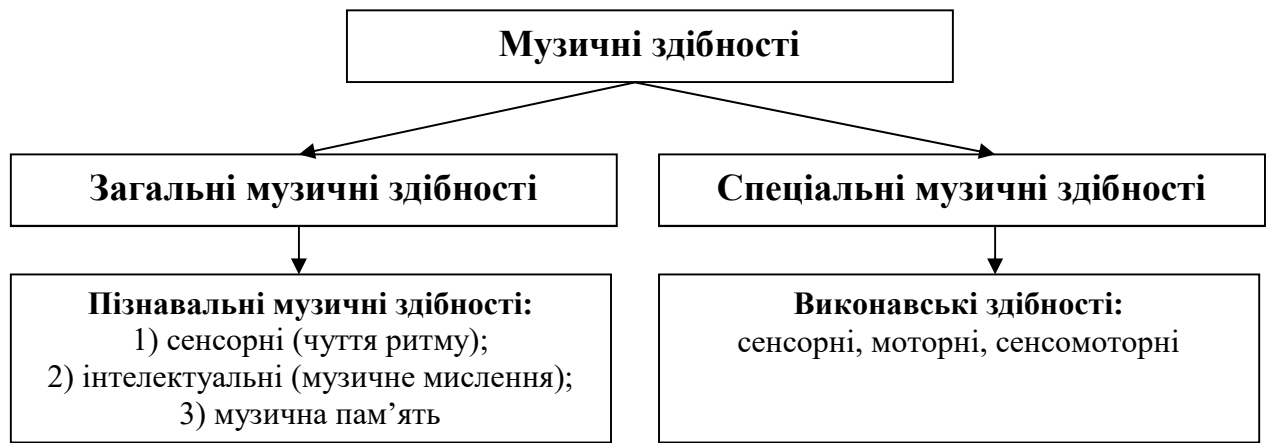 Музичні здібності
Загальні музичні здібності
Спеціальні музичні здібності
Пізнавальні музичні здібності:
1) сенсорні (чуття ритму);
2) інтелектуальні (музичне мислення);
3) музична пам’ять
Виконавські здібності:
сенсорні, моторні, сенсомоторні